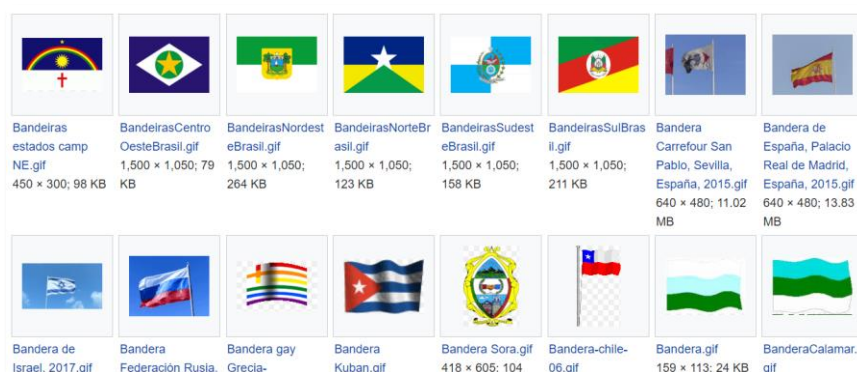 Bandeiras
estados camp
NE.gif
450 × 300; 98 KB
BandeirasCentro
OesteBrasil.gif
1,500 × 1,050; 79
KB
BandeirasNordest
eBrasil.gif
1,500 × 1,050;
264 KB
BandeirasNorteBr
asil.gif
1,500 × 1,050;
123 KB
BandeirasSudest
eBrasil.gif
1,500 × 1,050;
158 KB
BandeirasSulBras
il.gif
1,500 × 1,050;
211 KB
Bandera
Carrefour San
Pablo, Sevilla,
España, 2015.gif
640 × 480; 11.02
MB
Bandera de
España, Palacio
Real de Madrid,
España, 2015.gif
640 × 480; 13.83
MB
Bandera de
Israel, 2017.gif
Bandera
Federación Rusia,
Bandera gay
Grecia-
Bandera
Kuban.gif
Bandera Sora.gif
418 × 605; 104
Bandera-chile-
06.gif
Bandera.gif
159 × 113; 24 KB
BanderaCalamar.
gif